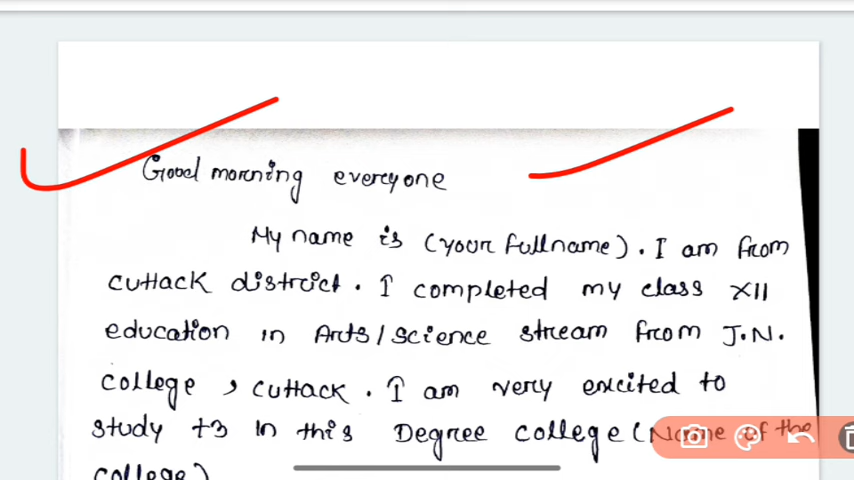 Good morning everyone
My name is (your fullname). I am from
cuttack district. I completed my class XII
education in Arts/science stream from J.N.
college, cuttack. I am very excited to
study +3 in this Degree college (Name of the
college)